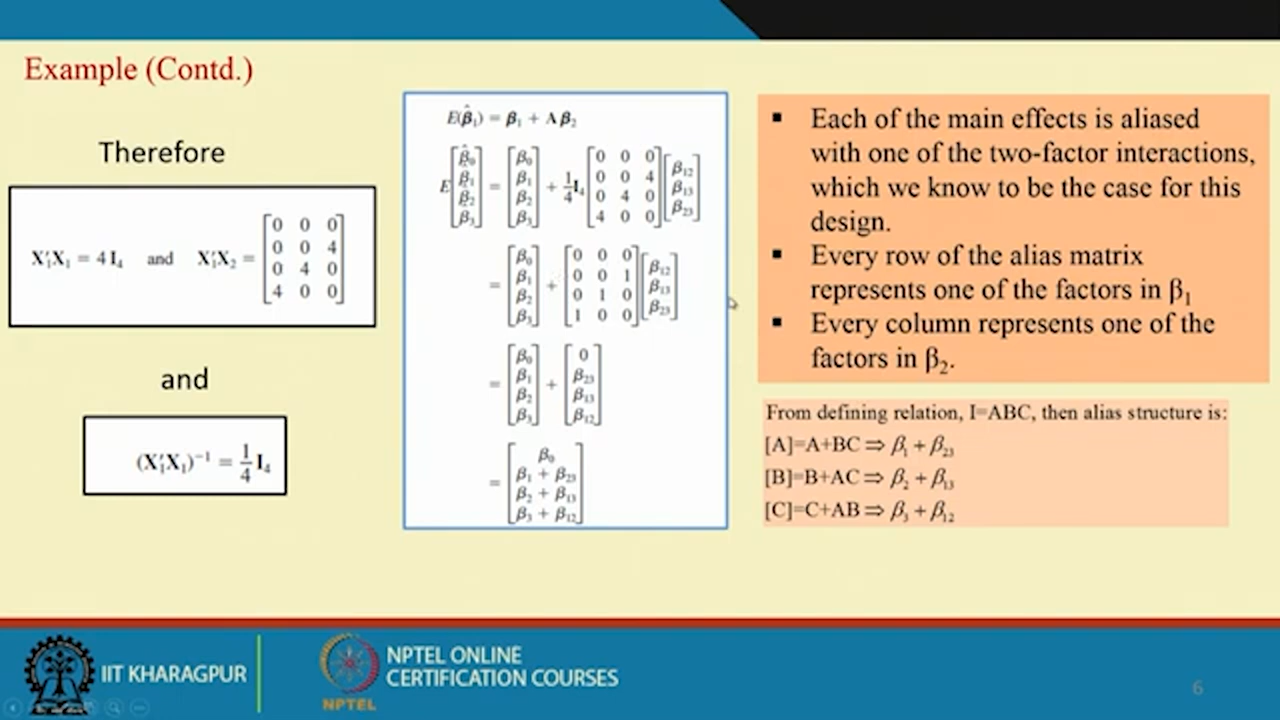 Example (Contd.)
Therefore
X′₁X₁ = 4 I₄ and X′₁X₂ = [0 0 0; 0 0 4; 0 4 0; 4 0 0]
and
(X′₁X₁)⁻¹ = 1/4 I₄
E(β̂₁) = β₁ + A β₂
E[β̂₀; β̂₁; β̂₂; β̂₃] = [β₀; β₁; β₂; β₃] + 1/4 I₄ [0 0 0; 0 0 4; 0 4 0; 4 0 0] [β₁₂; β₁₃; β₂₃]
= [β₀; β₁; β₂; β₃] + [0 0 0; 0 0 1; 0 1 0; 1 0 0] [β₁₂; β₁₃; β₂₃]
= [β₀; β₁; β₂; β₃] + [0; β₂₃; β₁₃; β₁₂]
= [β₀; β₁ + β₂₃; β₂ + β₁₃; β₃ + β₁₂]
▪ Each of the main effects is aliased
with one of the two-factor interactions,
which we know to be the case for this
design.
▪ Every row of the alias matrix
represents one of the factors in β₁
▪ Every column represents one of the
factors in β₂.
From defining relation, I=ABC, then alias structure is:
[A]=A+BC ⇒ β₁ + β₂₃
[B]=B+AC ⇒ β₂ + β₁₃
[C]=C+AB ⇒ β₃ + β₁₂
IIT KHARAGPUR
NPTEL
NPTEL ONLINE
CERTIFICATION COURSES
6